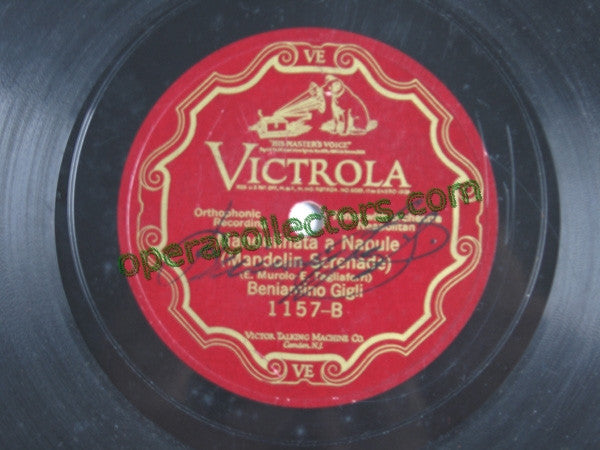 VE
"HIS MASTER'S VOICE"
VICTROLA
Orthophonic
Recording
operacollectors.com
Mandulinata a Napule
(Mandolin Serenade)
(E. Murolo-E. Tagliaferri)
Beniamino Gigli
1157-B
VICTOR TALKING MACHINE CO.
Camden, N.J.
VE